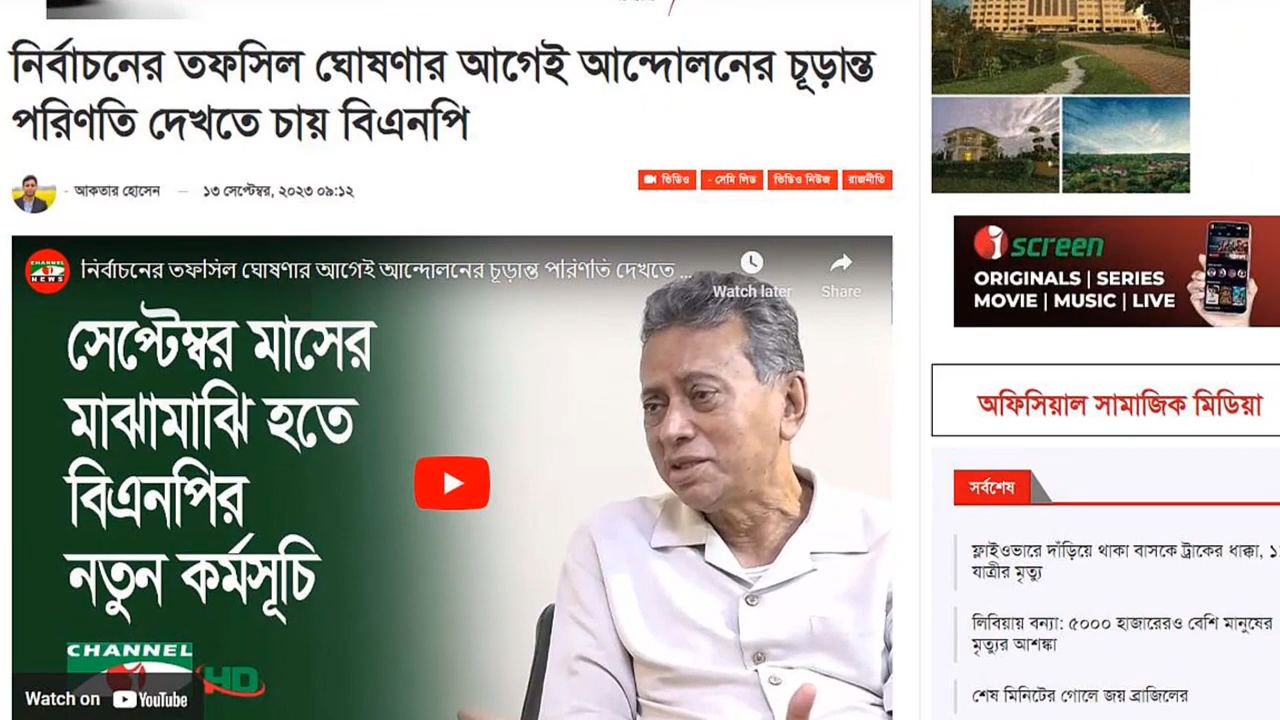 নির্বাচনের তফসিল ঘোষণার আগেই আন্দোলনের চূড়ান্ত
পরিণতি দেখতে চায় বিএনপি
- আকতার হোসেন — ১৩ সেপ্টেম্বর, ২০২৩ ০৯:১২
ভিডিও - সেমি লিড ভিডিও নিউজ রাজনীতি
CHANNEL i NEWS
নির্বাচনের তফসিল ঘোষণার আগেই আন্দোলনের চূড়ান্ত পরিণতি দেখতে ...
Watch later Share
সেপ্টেম্বর মাসের
মাঝামাঝি হতে
বিএনপির
নতুন কর্মসূচি
CHANNEL
i HD
Watch on YouTube
i screen
ORIGINALS | SERIES
MOVIE | MUSIC | LIVE
অফিসিয়াল সামাজিক মিডিয়া
সর্বশেষ
ফ্লাইওভারে দাঁড়িয়ে থাকা বাসকে ট্রাকের ধাক্কা,
যাত্রীর মৃত্যু
লিবিয়ায় বন্যা: ৫০০০ হাজারেরও বেশি মানুষের
মৃত্যুর আশঙ্কা
শেষ মিনিটের গোলে জয় ব্রাজিলের